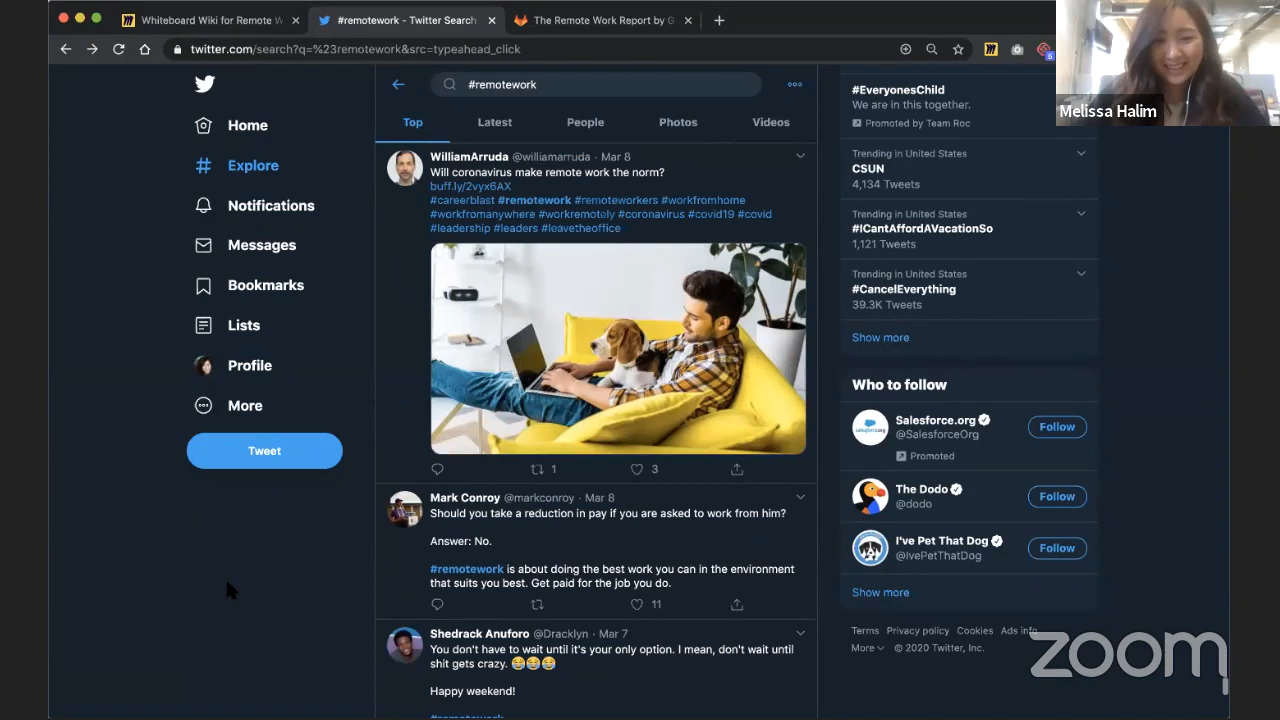 Whiteboard Wiki for Remote W
#remotework - Twitter Search
The Remote Work Report by G
twitter.com/search?q=%23remotework&src=typeahead_click
6
Melissa Halim
Home
Explore
Notifications
Messages
Bookmarks
Lists
Profile
More
Tweet
#remotework
Top Latest People Photos Videos
WilliamArruda @williamarruda · Mar 8
Will coronavirus make remote work the norm?
buff.ly/2vyx6AX
#careerblast #remotework #remoteworkers #workfromhome
#workfromanywhere #workremotely #coronavirus #covid19 #covid
#leadership #leaders #leavetheoffice
1 3
Mark Conroy @markconroy · Mar 8
Should you take a reduction in pay if you are asked to work from him?
Answer: No.
#remotework is about doing the best work you can in the environment
that suits you best. Get paid for the job you do.
11
Shedrack Anuforo @Dracklyn · Mar 7
You don't have to wait until it's your only option. I mean, don't wait until
shit gets crazy. 😂😂😂
Happy weekend!
#remotework
#EveryonesChild
We are in this together.
Promoted by Team Roc
Trending in United States
CSUN
4,134 Tweets
Trending in United States
#ICantAffordAVacationSo
1,121 Tweets
Trending in United States
#CancelEverything
39.3K Tweets
Show more
Who to follow
Salesforce.org
@SalesforceOrg
Follow
Promoted
The Dodo
@dodo
Follow
I've Pet That Dog
@IvePetThatDog
Follow
Show more
Terms Privacy policy Cookies Ads info
More © 2020 Twitter, Inc.
zoom